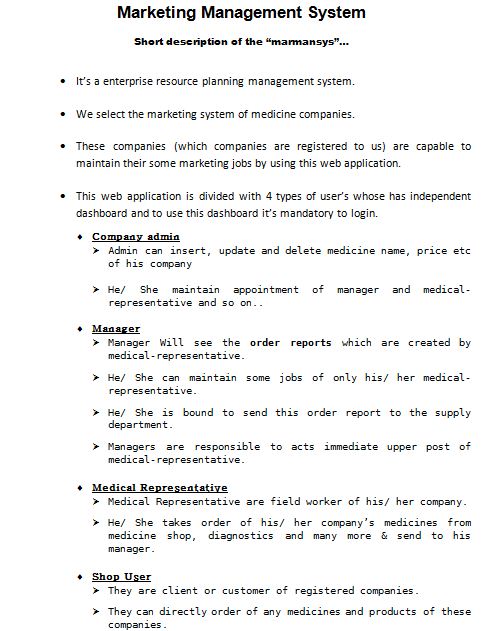 Marketing Management System
Short description of the “marmansys”...
• It’s a enterprise resource planning management system.
• We select the marketing system of medicine companies.
• These companies (which companies are registered to us) are capable to
maintain their some marketing jobs by using this web application.
• This web application is divided with 4 types of user’s whose has independent
dashboard and to use this dashboard it’s mandatory to login.
♦ Company admin
➢ Admin can insert, update and delete medicine name, price etc
of his company
➢ He/ She maintain appointment of manager and medical-
representative and so on..
♦ Manager
➢ Manager Will see the order reports which are created by
medical-representative.
➢ He/ She can maintain some jobs of only his/ her medical-
representative.
➢ He/ She is bound to send this order report to the supply
department.
➢ Managers are responsible to acts immediate upper post of
medical-representative.
♦ Medical Representative
➢ Medical Representative are field worker of his/ her company.
➢ He/ She takes order of his/ her company’s medicines from
medicine shop, diagnostics and many more & send to his
manager.
♦ Shop User
➢ They are client or customer of registered companies.
➢ They can directly order of any medicines and products of these
companies.